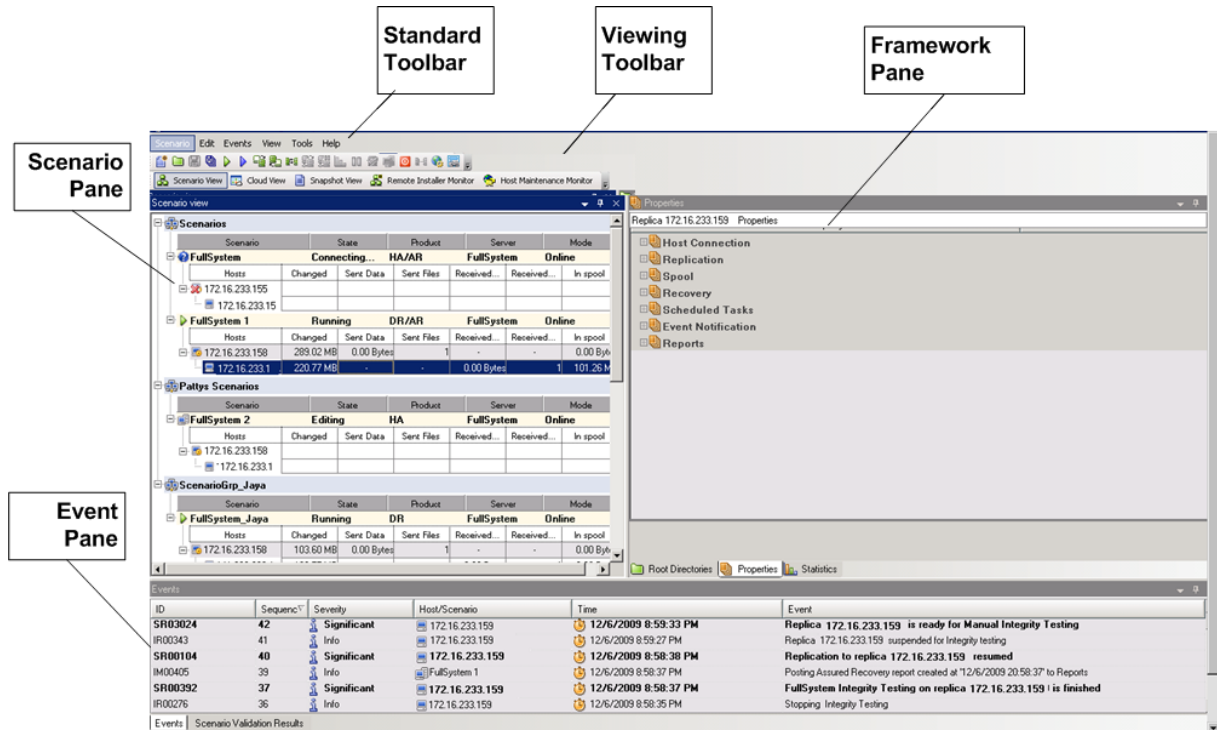 Standard
Toolbar
Viewing
Toolbar
Framework
Pane
Scenario
Pane
Event
Pane
Scenario Edit Events View Tools Help
Scenario View Cloud View Snapshot View Remote Installer Monitor Host Maintenance Monitor
Scenario view
Scenarios
Scenario State Product Server Mode
FullSystem Connecting... HA/AR FullSystem Online
Hosts Changed Sent Data Sent Files Received... Received... In spool
172.16.233.155
172.16.233.15
FullSystem 1 Running DR/AR FullSystem Online
Hosts Changed Sent Data Sent Files Received... Received... In spool
172.16.233.158 289.02 MB 0.00 Bytes 1 - - 0.00 Byt
172.16.233.1 220.77 MB - - 0.00 Bytes 1 101.26 M
Pattys Scenarios
Scenario State Product Server Mode
FullSystem 2 Editing HA FullSystem Online
Hosts Changed Sent Data Sent Files Received... Received... In spool
172.16.233.158
172.16.233.1
ScenarioGrp_Jaya
Scenario State Product Server Mode
FullSystem_Jaya Running DR FullSystem Online
Hosts Changed Sent Data Sent Files Received... Received... In spool
172.16.233.158 103.60 MB 0.00 Bytes 1 - - 0.00 Byt
Properties
Replica 172.16.233.159 Properties
Host Connection
Replication
Spool
Recovery
Scheduled Tasks
Event Notification
Reports
Root Directories Properties Statistics
Events
ID Sequenc Severity Host/Scenario Time Event
SR03024 42 Significant 172.16.233.159 12/6/2009 8:59:33 PM Replica 172.16.233.159 is ready for Manual Integrity Testing
IR00343 41 Info 172.16.233.159 12/6/2009 8:59:27 PM Replica 172.16.233.159 suspended for Integrity testing
SR00104 40 Significant 172.16.233.159 12/6/2009 8:58:38 PM Replication to replica 172.16.233.159 resumed
IM00405 39 Info FullSystem 1 12/6/2009 8:58:37 PM Posting Assured Recovery report created at "12/6/2009 20:58:37" to Reports
SR00392 37 Significant 172.16.233.159 12/6/2009 8:58:37 PM FullSystem Integrity Testing on replica 172.16.233.159 is finished
IR00276 36 Info 172.16.233.159 12/6/2009 8:58:35 PM Stopping Integrity Testing
Events Scenario Validation Results